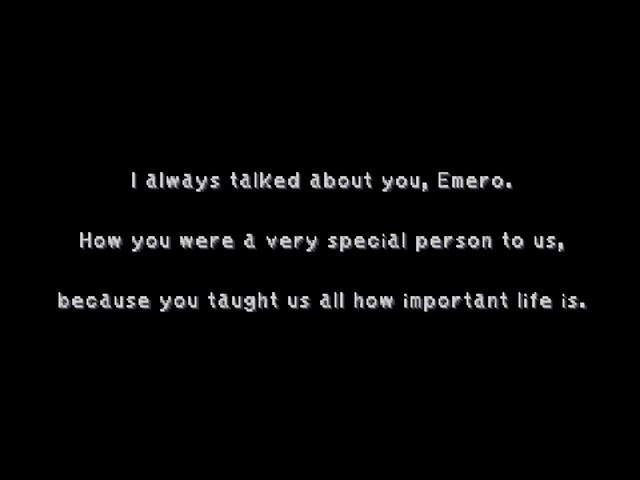 I always talked about you, Emero.
How you were a very special person to us,
because you taught us all how important life is.